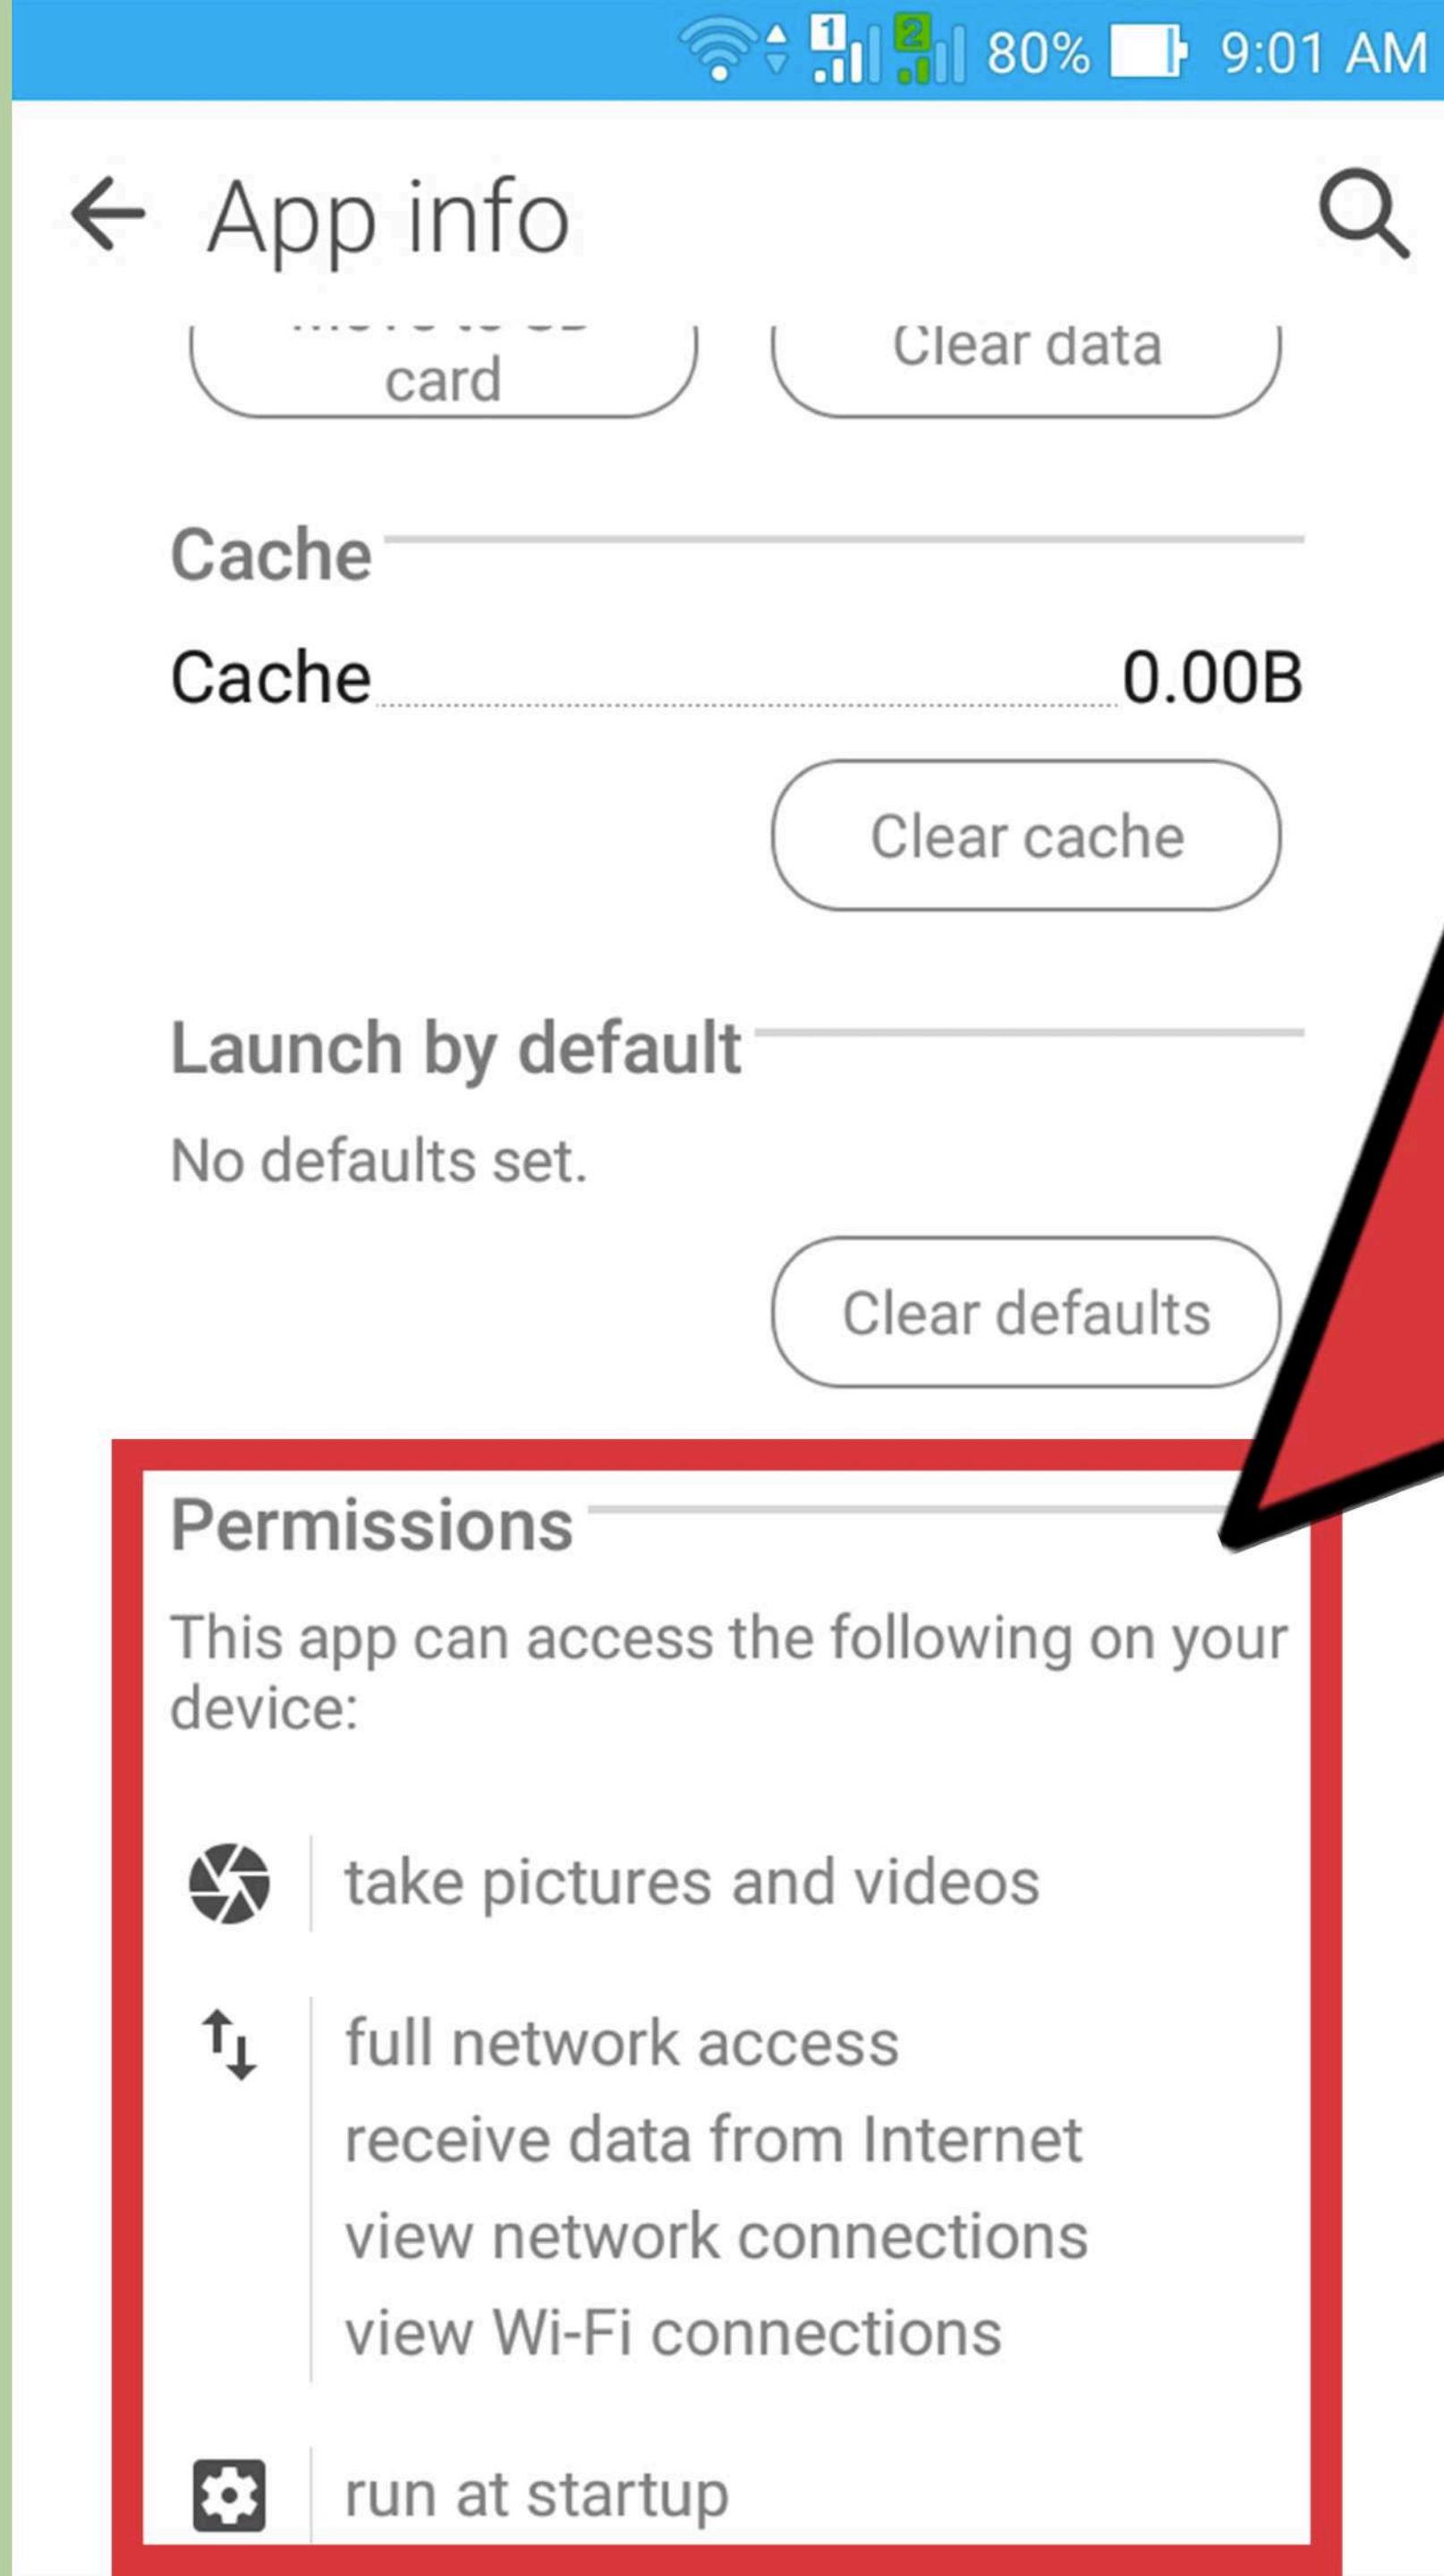 1 2 80% 9:01 AM
App info
card
Clear data
Cache
Cache 0.00B
Clear cache
Launch by default
No defaults set.
Clear defaults
Permissions
This app can access the following on your
device:
take pictures and videos
full network access
receive data from Internet
view network connections
view Wi-Fi connections
run at startup